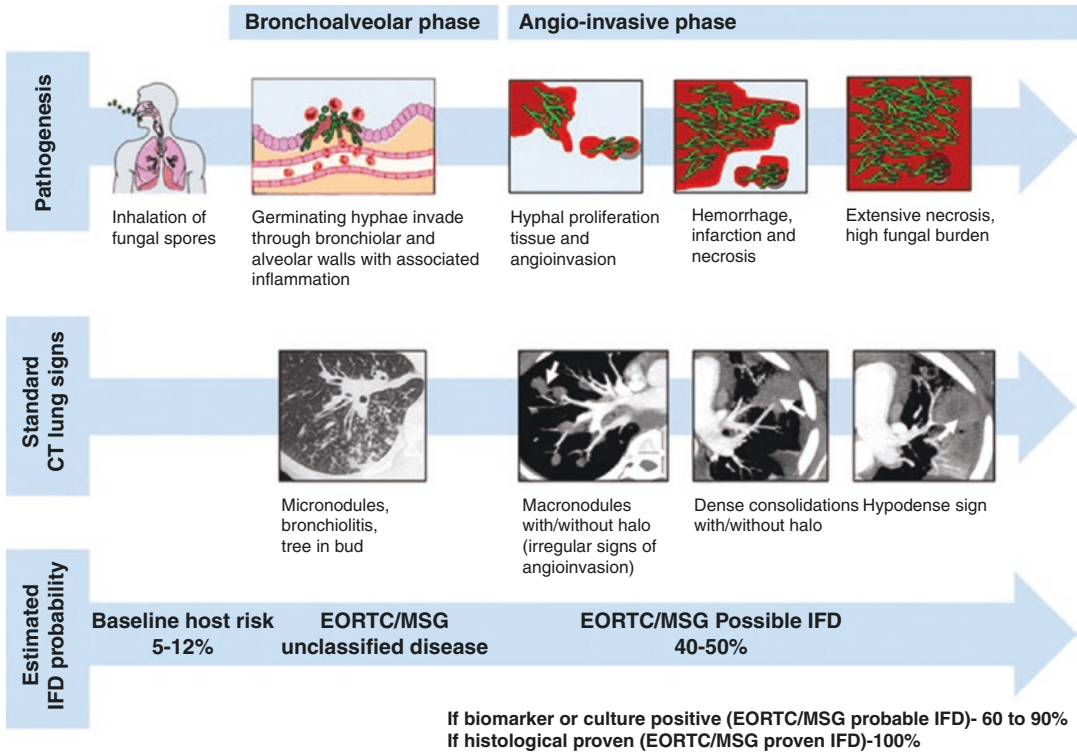 Bronchoalveolar phase
Angio-invasive phase
Pathogenesis
Inhalation of
fungal spores
Germinating hyphae invade
through bronchiolar and
alveolar walls with associated
inflammation
Hyphal proliferation
tissue and
angioinvasion
Hemorrhage,
infarction and
necrosis
Extensive necrosis,
high fungal burden
Standard
CT lung signs
Micronodules,
bronchiolitis,
tree in bud
Macronodules
with/without halo
(irregular signs of
angioinvasion)
Dense consolidations
with/without halo
Hypodense sign
Estimated
IFD probability
Baseline host risk
5-12%
EORTC/MSG
unclassified disease
EORTC/MSG Possible IFD
40-50%
If biomarker or culture positive (EORTC/MSG probable IFD)- 60 to 90%
If histological proven (EORTC/MSG proven IFD)-100%